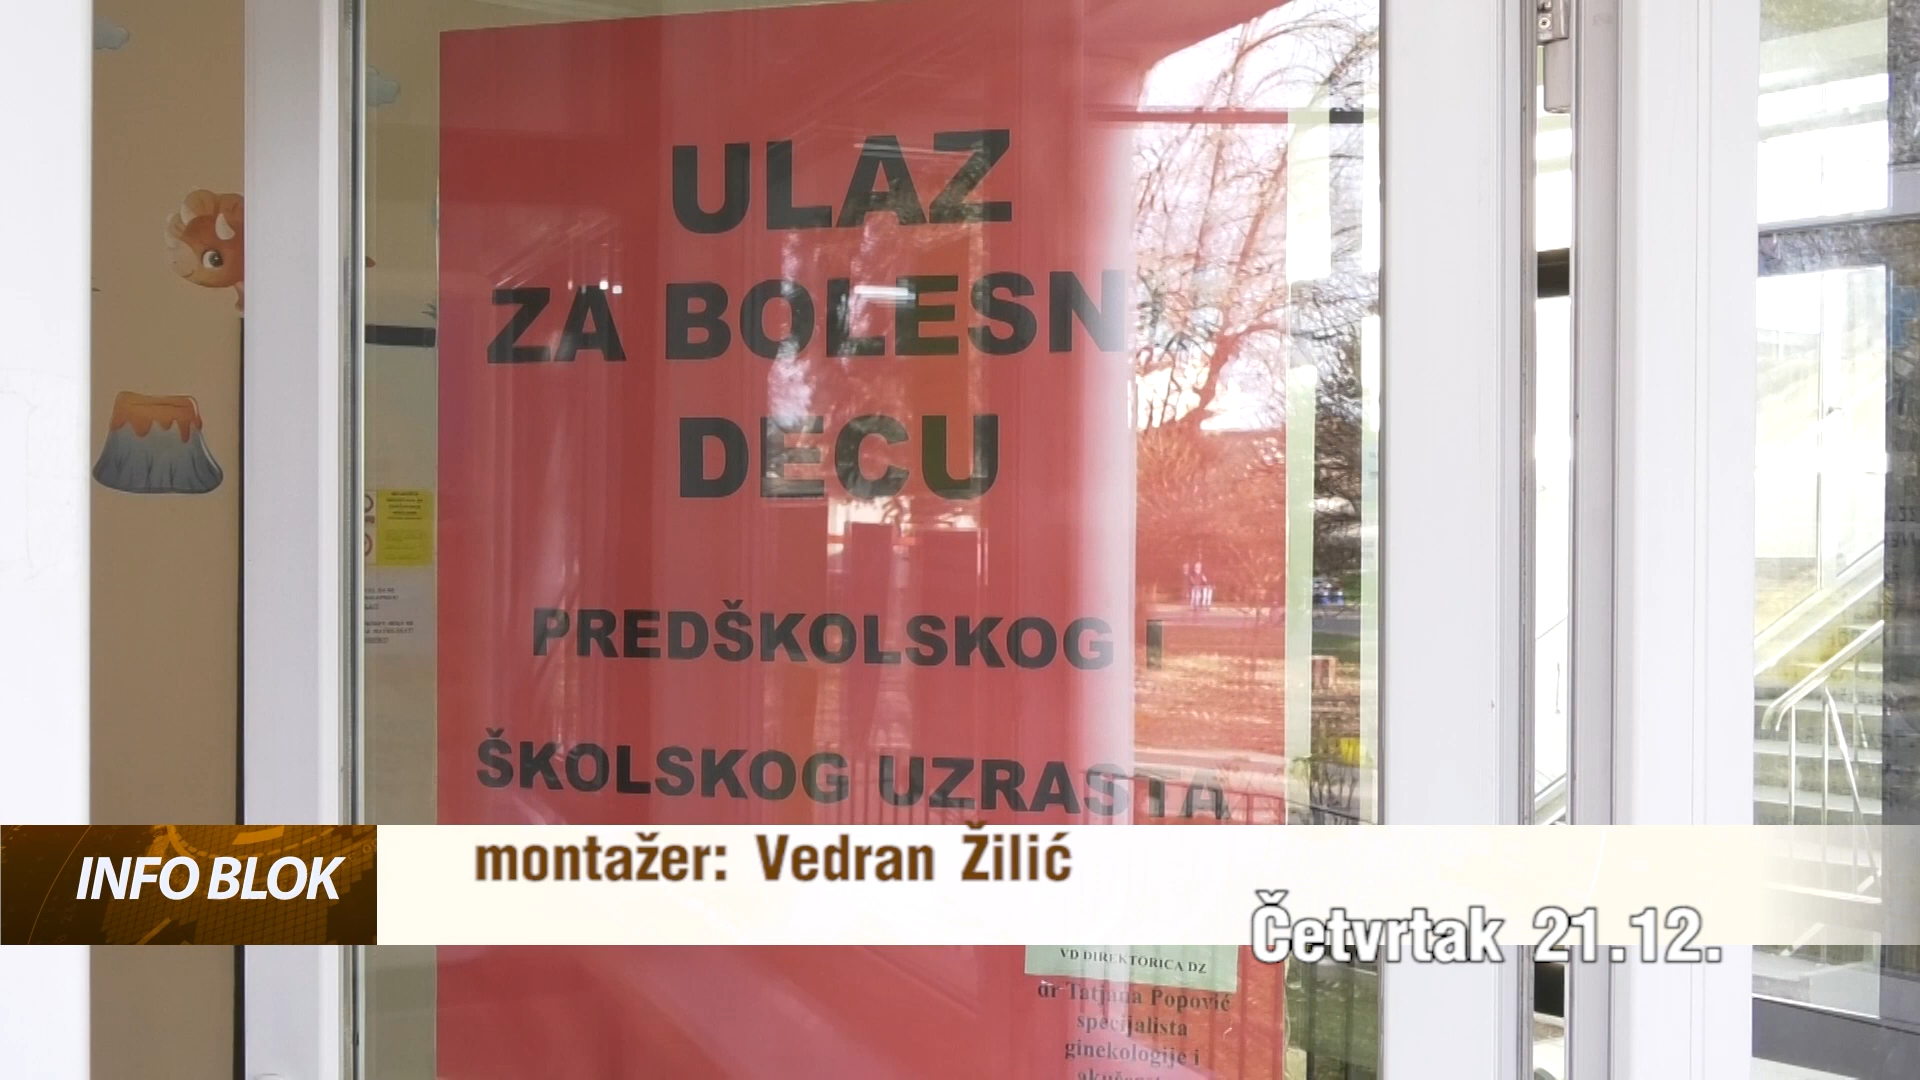 ULAZ
ZA BOLESNU
DECU
PREDŠKOLSKOG I
ŠKOLSKOG UZRASTA
INFO BLOK
montažer: Vedran Žilić
Četvrtak 21.12.
VD DIREKTORICA DZ
dr Tatjana Popović
specijalista
ginekologije i